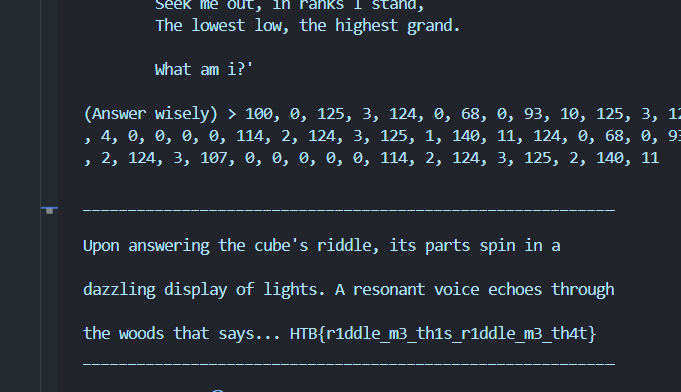 Seek me out, in ranks I stand,
The lowest low, the highest grand.
What am i?'
(Answer wisely) > 100, 0, 125, 3, 124, 0, 68, 0, 93, 10, 125, 3,
, 4, 0, 0, 0, 0, 114, 2, 124, 3, 125, 1, 140, 11, 124, 0, 68, 0,
, 2, 124, 3, 107, 0, 0, 0, 0, 0, 114, 2, 124, 3, 125, 2, 140, 11
Upon answering the cube's riddle, its parts spin in a
dazzling display of lights. A resonant voice echoes through
the woods that says... HTB{r1ddle_m3_th1s_r1ddle_m3_th4t}